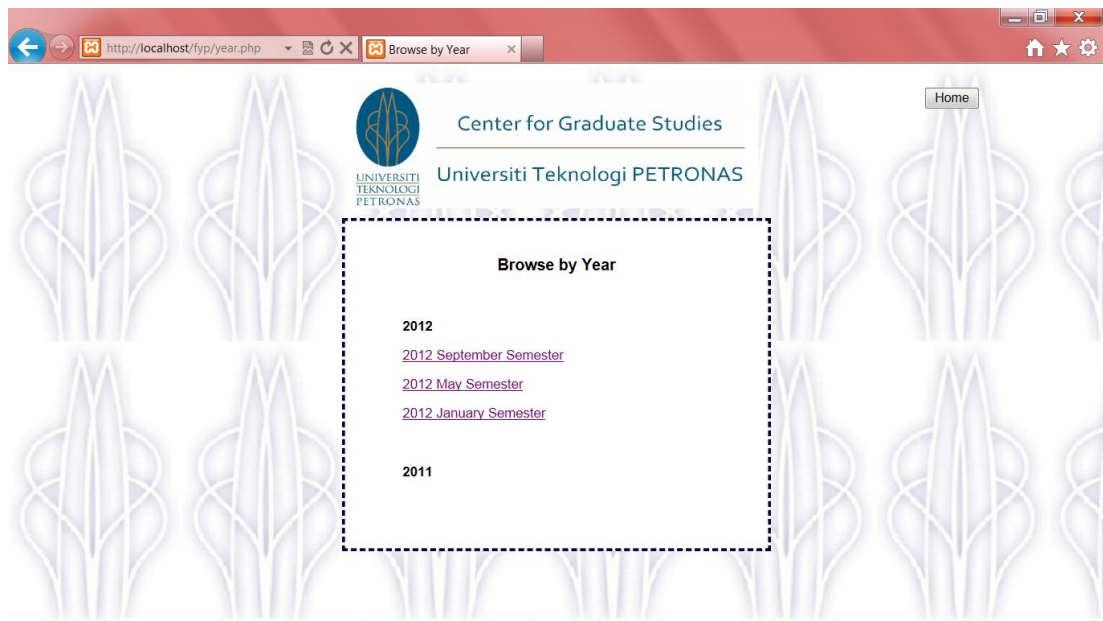 http://localhost/fyp/year.php
Browse by Year
Home
Center for Graduate Studies
Universiti Teknologi PETRONAS
UNIVERSITI
TEKNOLOGI
PETRONAS
Browse by Year
2012
2012 September Semester
2012 May Semester
2012 January Semester
2011